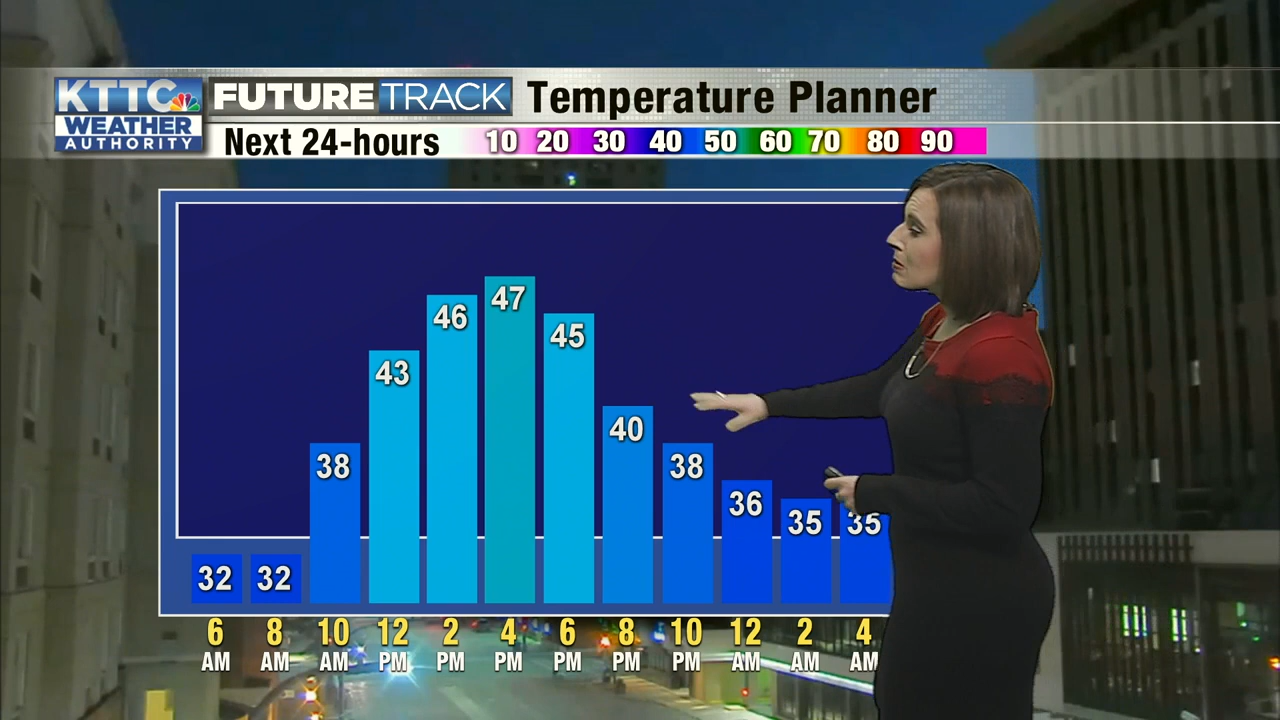 KTTC
WEATHER
AUTHORITY
FUTURETRACK Temperature Planner
Next 24-hours 10 20 30 40 50 60 70 80 90
32 32 38 43 46 47 45 40 38 36 35 35
6 8 10 12 2 4 6 8 10 12 2 4
AM AM AM PM PM PM PM PM PM AM AM AM